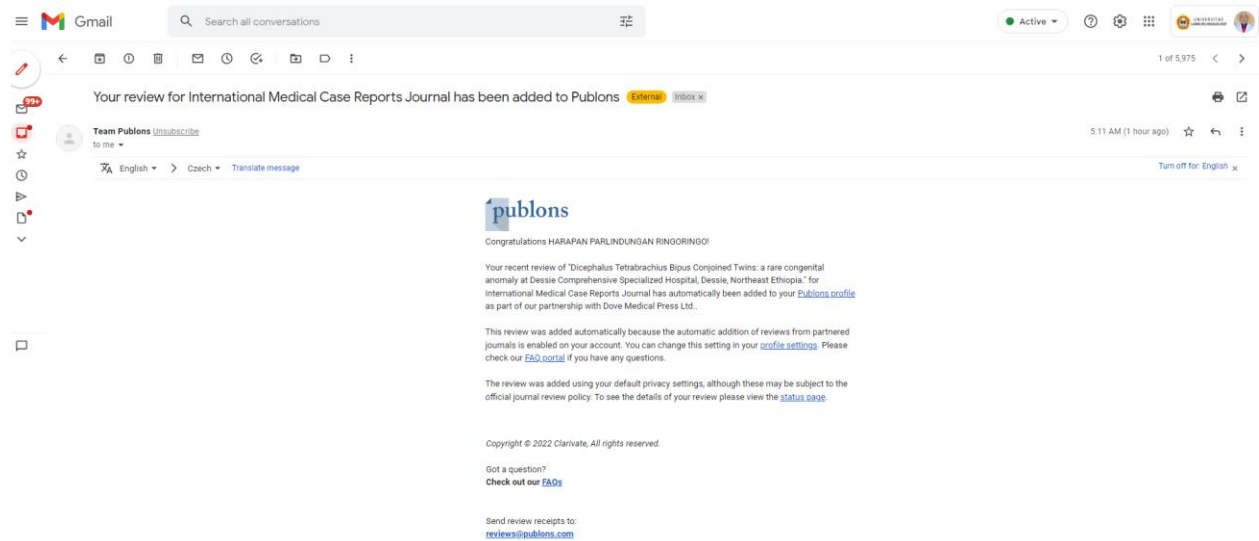 Gmail
Search all conversations
Active
UNIVERSITAS
1 of 5,975
Your review for International Medical Case Reports Journal has been added to Publons External Inbox x
99+
Team Publons Unsubscribe
5:11 AM (1 hour ago)
to me
English > Czech Translate message
Turn off for: English x
publons
Congratulations HARAPAN PARLINDUNGAN RINGORINGO!
Your recent review of "Dicephalus Tetrabrachius Bipus Conjoined Twins: a rare congenital
anomaly at Dessie Comprehensive Specialized Hospital, Dessie, Northeast Ethiopia." for
International Medical Case Reports Journal has automatically been added to your Publons profile
as part of our partnership with Dove Medical Press Ltd..
This review was added automatically because the automatic addition of reviews from partnered
journals is enabled on your account. You can change this setting in your profile settings. Please
check our FAQ portal if you have any questions.
The review was added using your default privacy settings, although these may be subject to the
official journal review policy. To see the details of your review please view the status page.
Copyright © 2022 Clarivate, All rights reserved.
Got a question?
Check out our FAQs
Send review receipts to:
reviews@publons.com